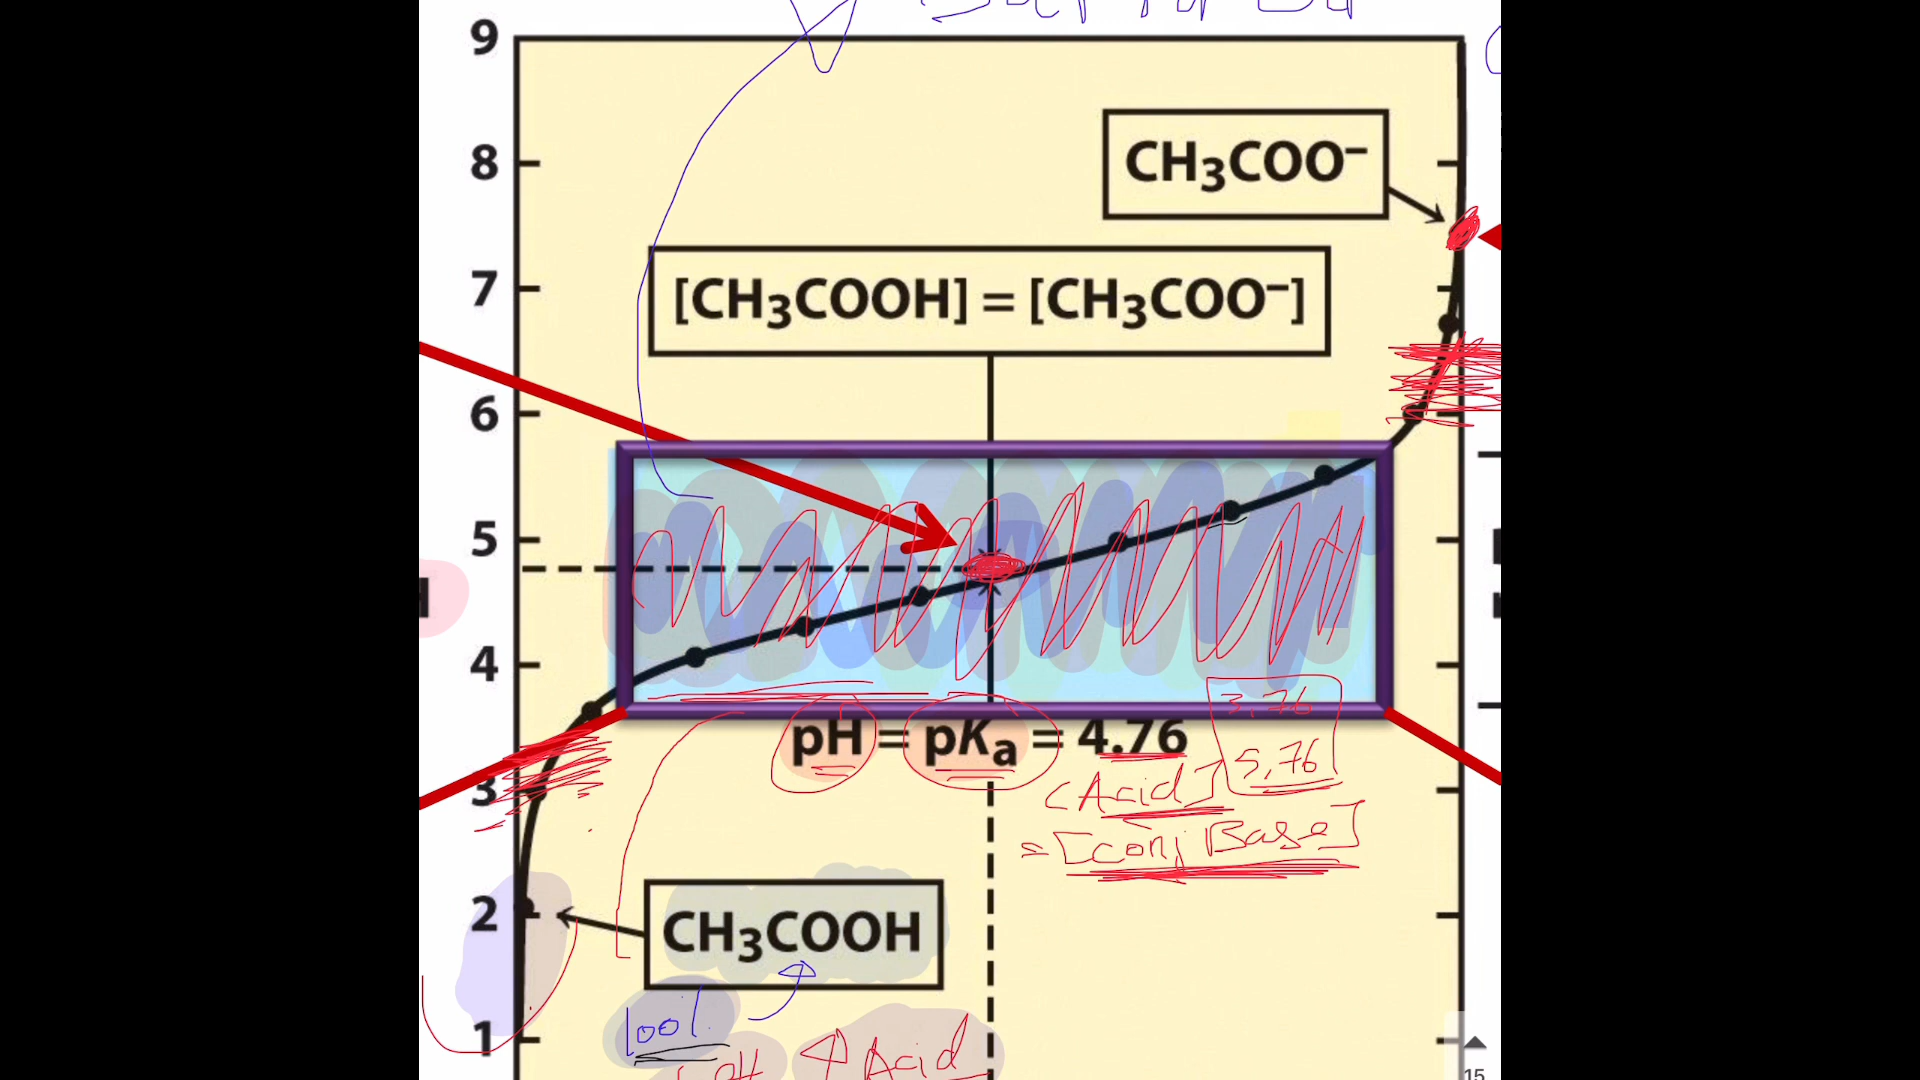 9
8
7
6
5
4
3
2
1
CH₃COO⁻
[CH₃COOH] = [CH₃COO⁻]
pH = pKₐ = 4.76
3,76
5,76
[Acid]
= [conj Base]
CH₃COOH
100%
Acid
15